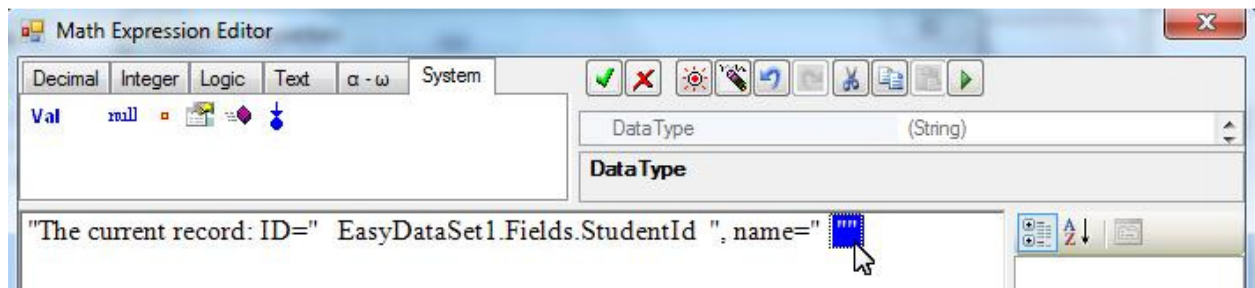 Math Expression Editor
Decimal Integer Logic Text α - ω System
Val null
DataType (String)
DataType
"The current record: ID=" EasyDataSet1.Fields.StudentId ", name=" ""